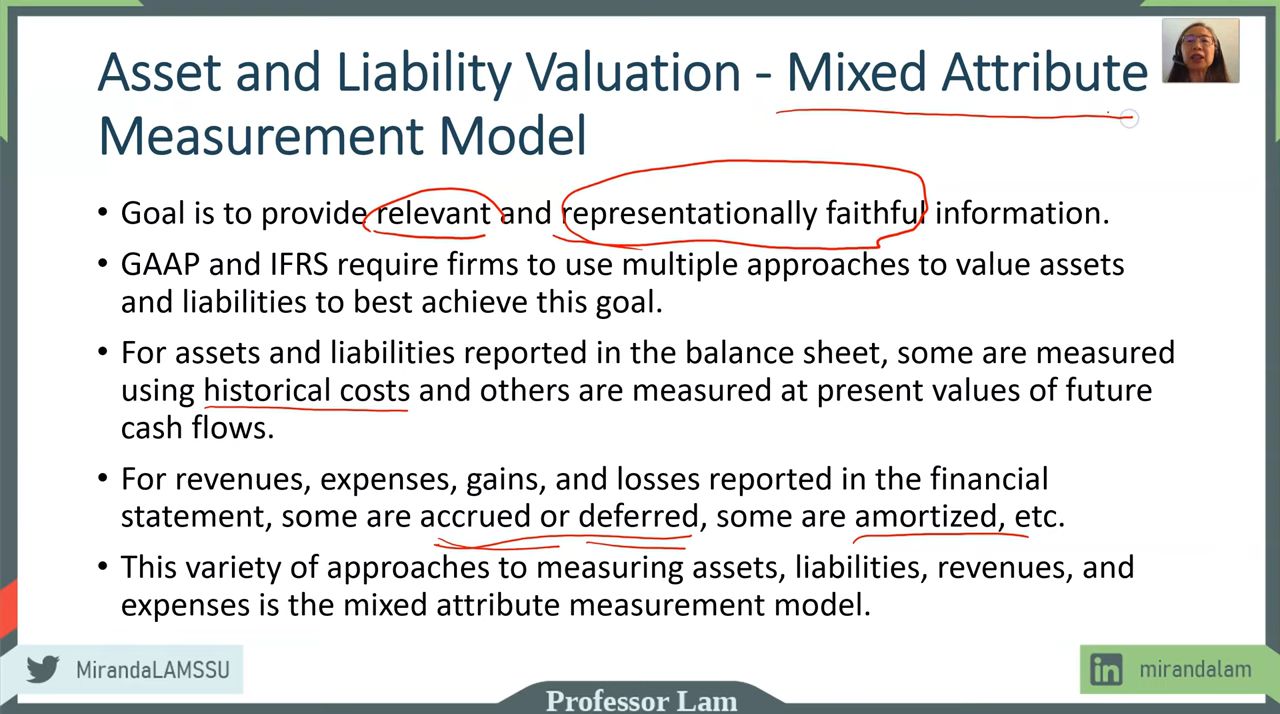 Asset and Liability Valuation - Mixed Attribute
Measurement Model
• Goal is to provide relevant and representationally faithful information.
• GAAP and IFRS require firms to use multiple approaches to value assets
and liabilities to best achieve this goal.
• For assets and liabilities reported in the balance sheet, some are measured
using historical costs and others are measured at present values of future
cash flows.
• For revenues, expenses, gains, and losses reported in the financial
statement, some are accrued or deferred, some are amortized, etc.
• This variety of approaches to measuring assets, liabilities, revenues, and
expenses is the mixed attribute measurement model.
MirandaLAMSSU
in mirandalam
Professor Lam